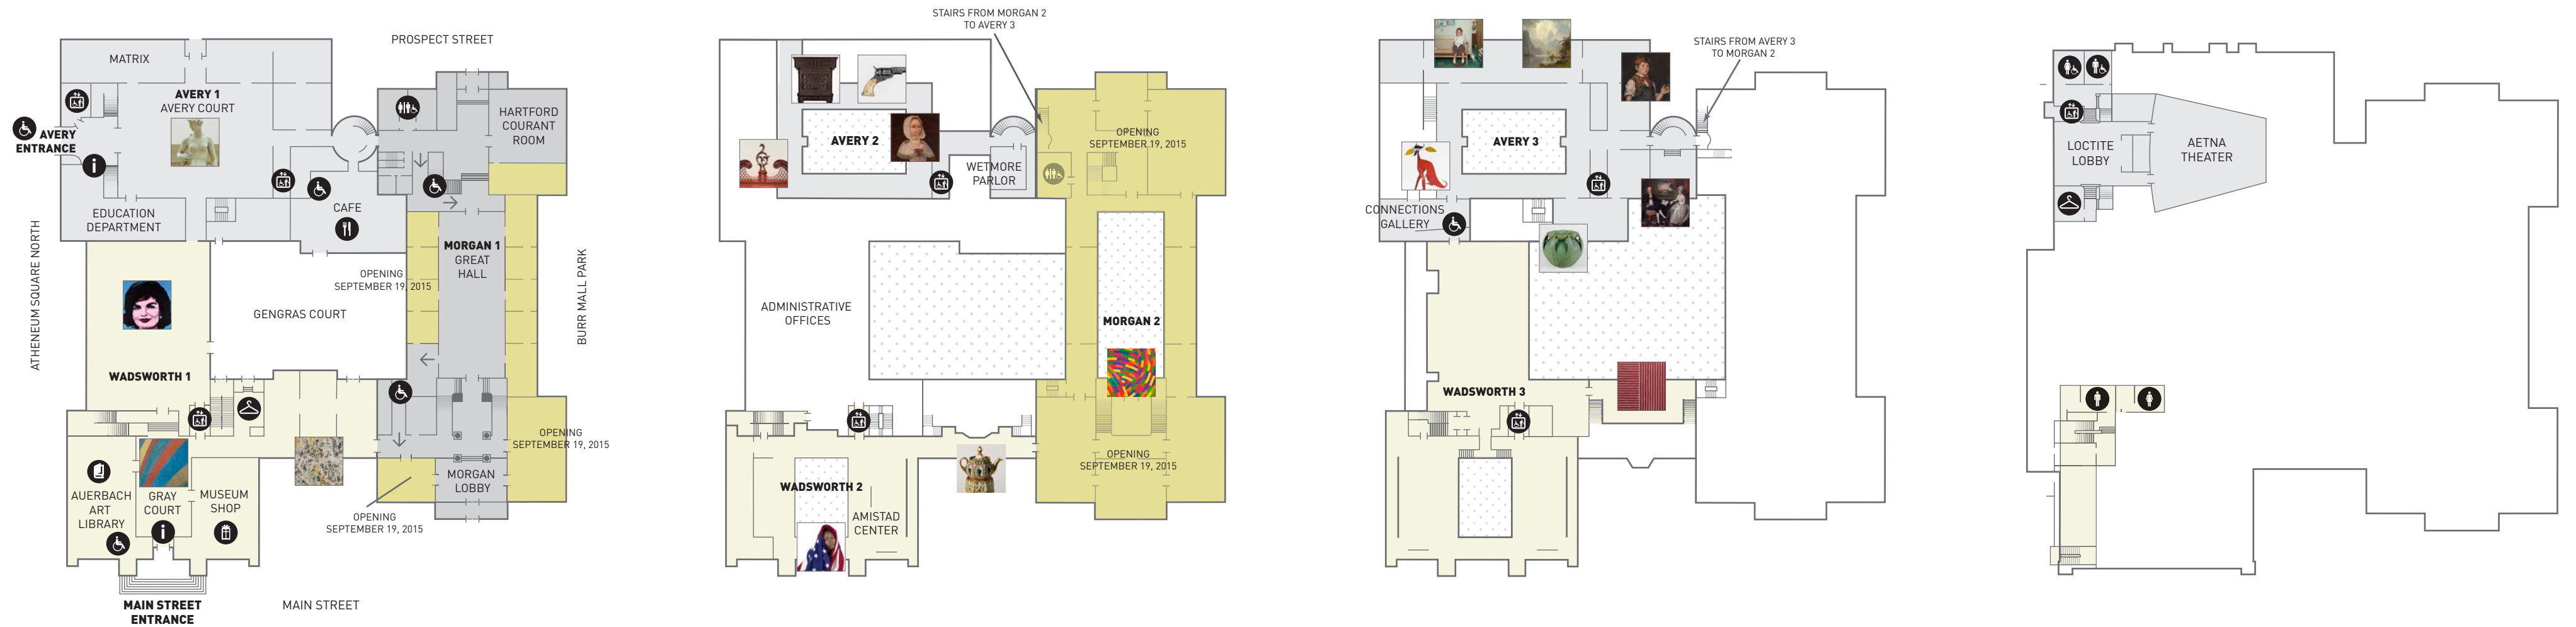 PROSPECT STREET
MATRIX
AVERY 1
AVERY COURT
HARTFORD
COURANT
ROOM
AVERY
ENTRANCE
i
CAFE
EDUCATION
DEPARTMENT
ATHENEUM SQUARE NORTH
MORGAN 1
GREAT
HALL
OPENING
SEPTEMBER 19, 2015
BURR MALL PARK
GENGRAS COURT
WADSWORTH 1
OPENING
SEPTEMBER 19, 2015
AUERBACH
ART
LIBRARY
GRAY
COURT
i
MUSEUM
SHOP
MORGAN
LOBBY
OPENING
SEPTEMBER 19, 2015
MAIN STREET
ENTRANCE
MAIN STREET
STAIRS FROM MORGAN 2
TO AVERY 3
AVERY 2
OPENING
SEPTEMBER 19, 2015
WETMORE
PARLOR
ADMINISTRATIVE
OFFICES
MORGAN 2
OPENING
SEPTEMBER 19, 2015
WADSWORTH 2
AMISTAD
CENTER
STAIRS FROM AVERY 3
TO MORGAN 2
AVERY 3
CONNECTIONS
GALLERY
WADSWORTH 3
LOCTITE
LOBBY
AETNA
THEATER